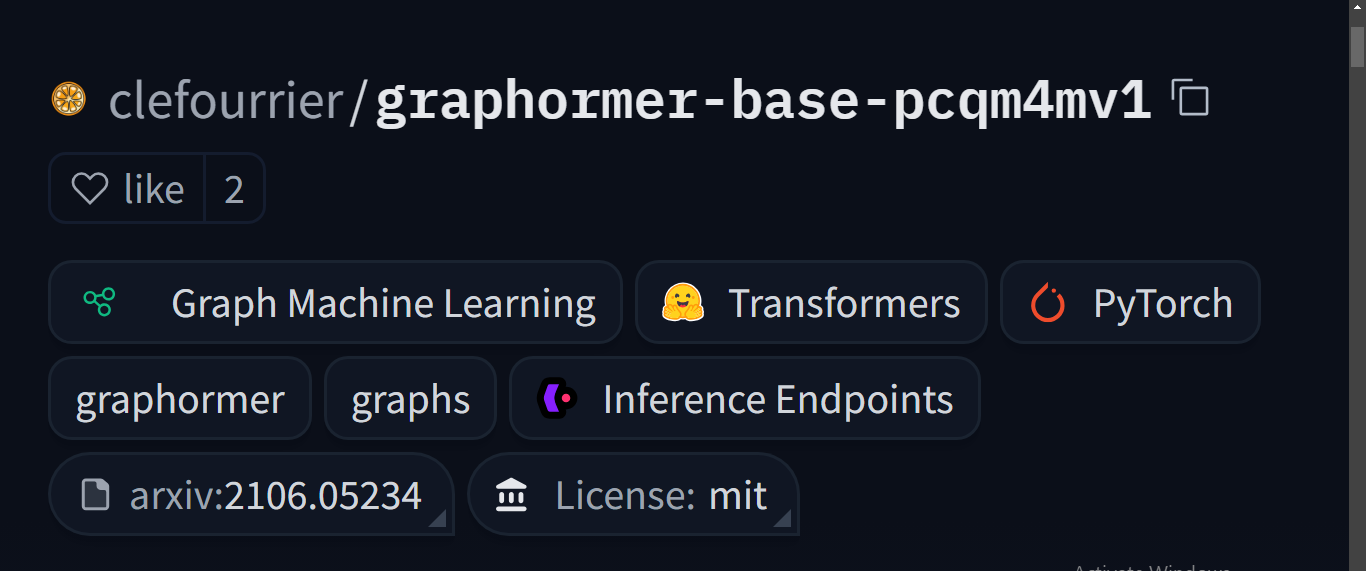 clefourrier/graphormer-base-pcqm4mv1
like 2
Graph Machine Learning Transformers PyTorch
graphormer graphs Inference Endpoints
arxiv:2106.05234 License: mit
Activate Windows